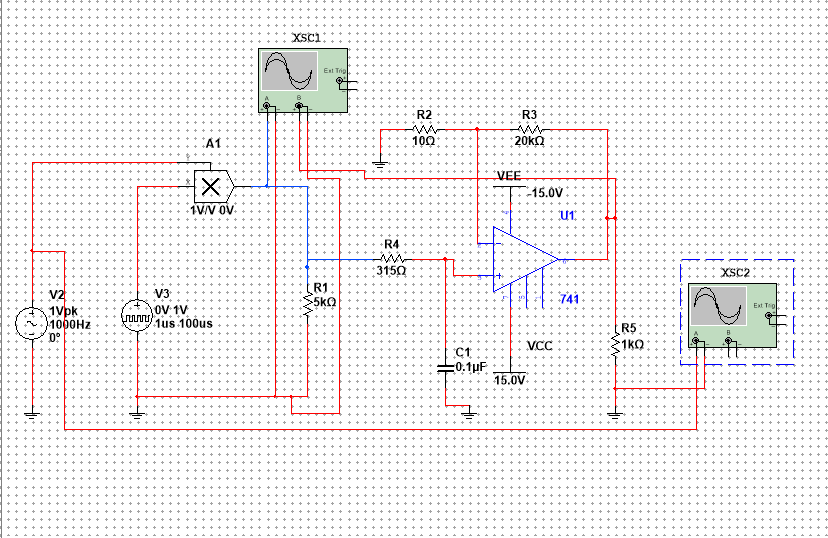 XSC1
Ext Trig
A
B
R2
10Ω
R3
20kΩ
A1
Y
X
1V/V 0V
VEE
-15.0V
U1
741
R4
315Ω
V2
1Vpk
1000Hz
0°
V3
0V 1V
1us 100us
R1
5kΩ
C1
0.1µF
VCC
15.0V
R5
1kΩ
XSC2
Ext Trig
A
B